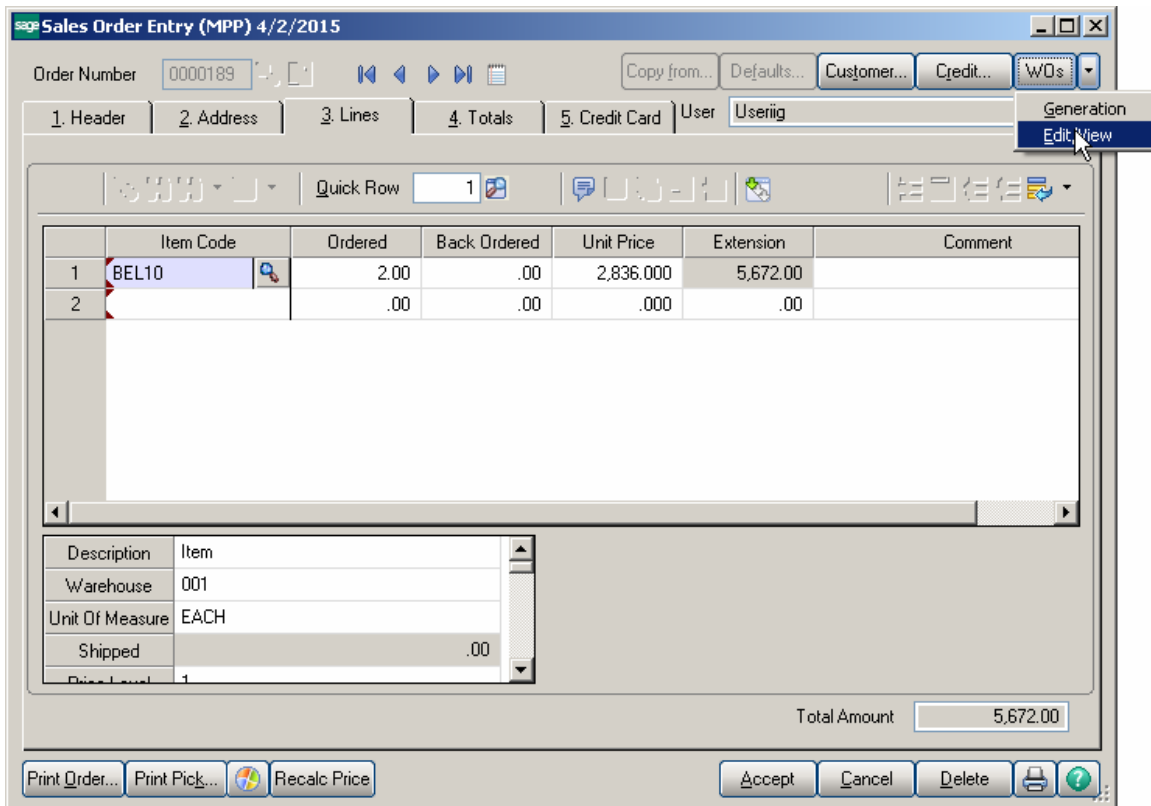 sage Sales Order Entry (MPP) 4/2/2015
Order Number 0000189 Copy from... Defaults... Customer... Credit... WOs
Generation
Edit/View
1. Header 2. Address 3. Lines 4. Totals 5. Credit Card User Useriig
Quick Row 1
Item Code Ordered Back Ordered Unit Price Extension Comment
1 BEL10 2.00 .00 2,836.000 5,672.00
2 .00 .00 .000 .00
Description Item
Warehouse 001
Unit Of Measure EACH
Shipped .00
Price Level 1
Total Amount 5,672.00
Print Order... Print Pick... Recalc Price Accept Cancel Delete